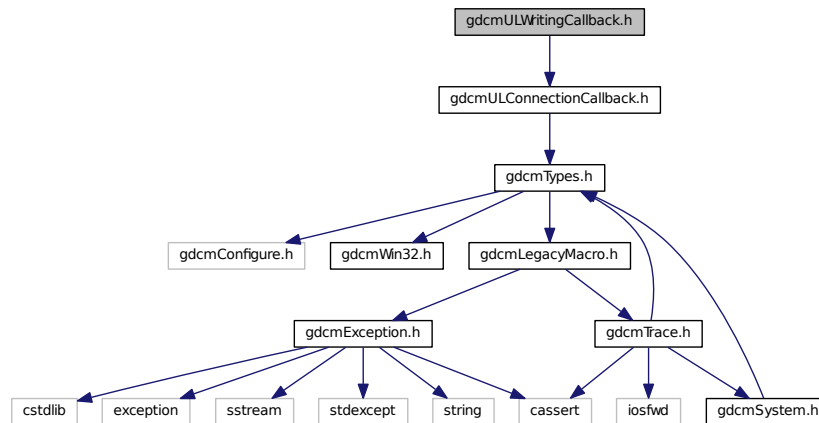 gdcmULWritingCallback.h
gdcmULConnectionCallback.h
gdcmTypes.h
gdcmConfigure.h
gdcmWin32.h
gdcmLegacyMacro.h
gdcmException.h
gdcmTrace.h
cstdlib
exception
sstream
stdexcept
string
cassert
iosfwd
gdcmSystem.h